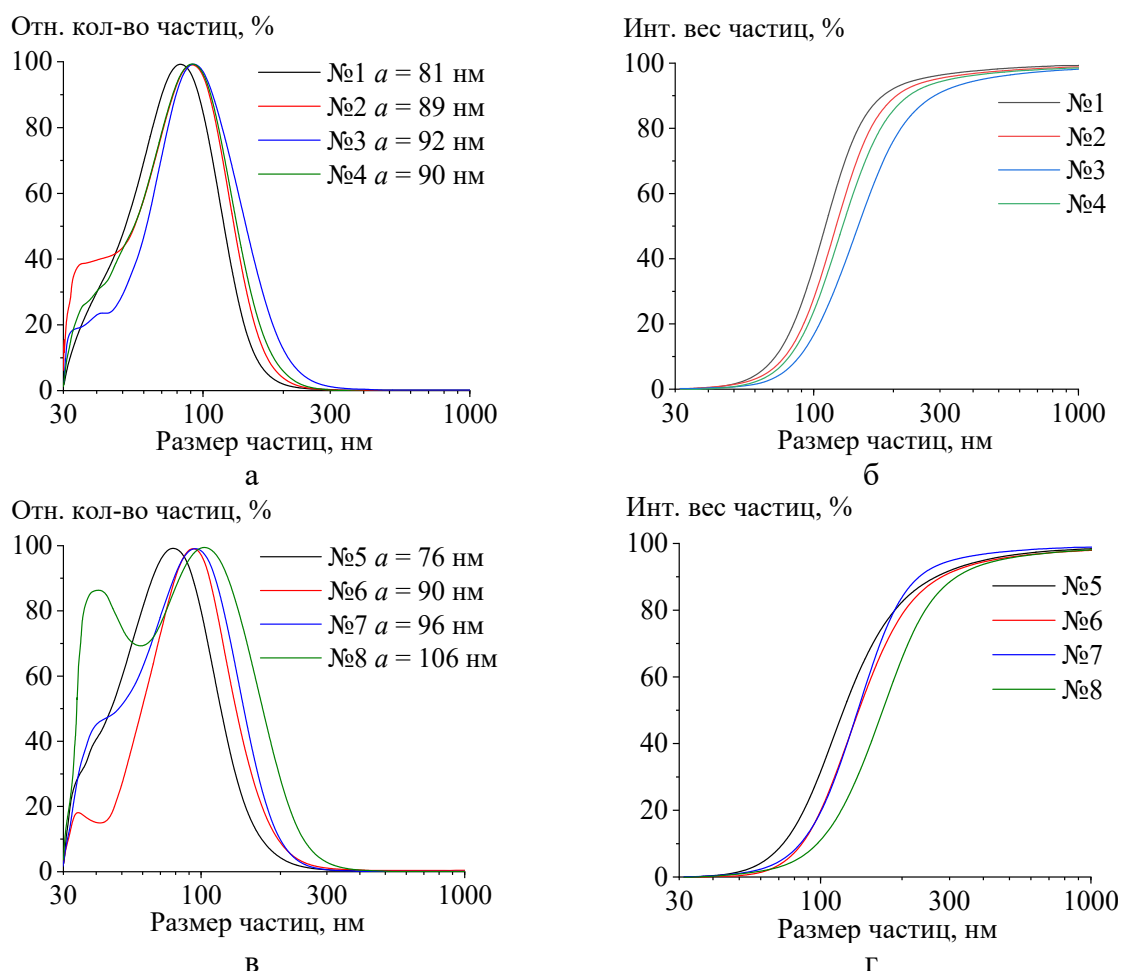 Отн. кол-во частиц, %
100
80
60
40
20
0
№1 a = 81 нм
№2 a = 89 нм
№3 a = 92 нм
№4 a = 90 нм
30 100 300 1000
Размер частиц, нм
а
Инт. вес частиц, %
100
80
60
40
20
0
№1
№2
№3
№4
30 100 300 1000
Размер частиц, нм
б
Отн. кол-во частиц, %
100
80
60
40
20
0
№5 a = 76 нм
№6 a = 90 нм
№7 a = 96 нм
№8 a = 106 нм
30 100 300 1000
Размер частиц, нм
в
Инт. вес частиц, %
100
80
60
40
20
0
№5
№6
№7
№8
30 100 300 1000
Размер частиц, нм
г